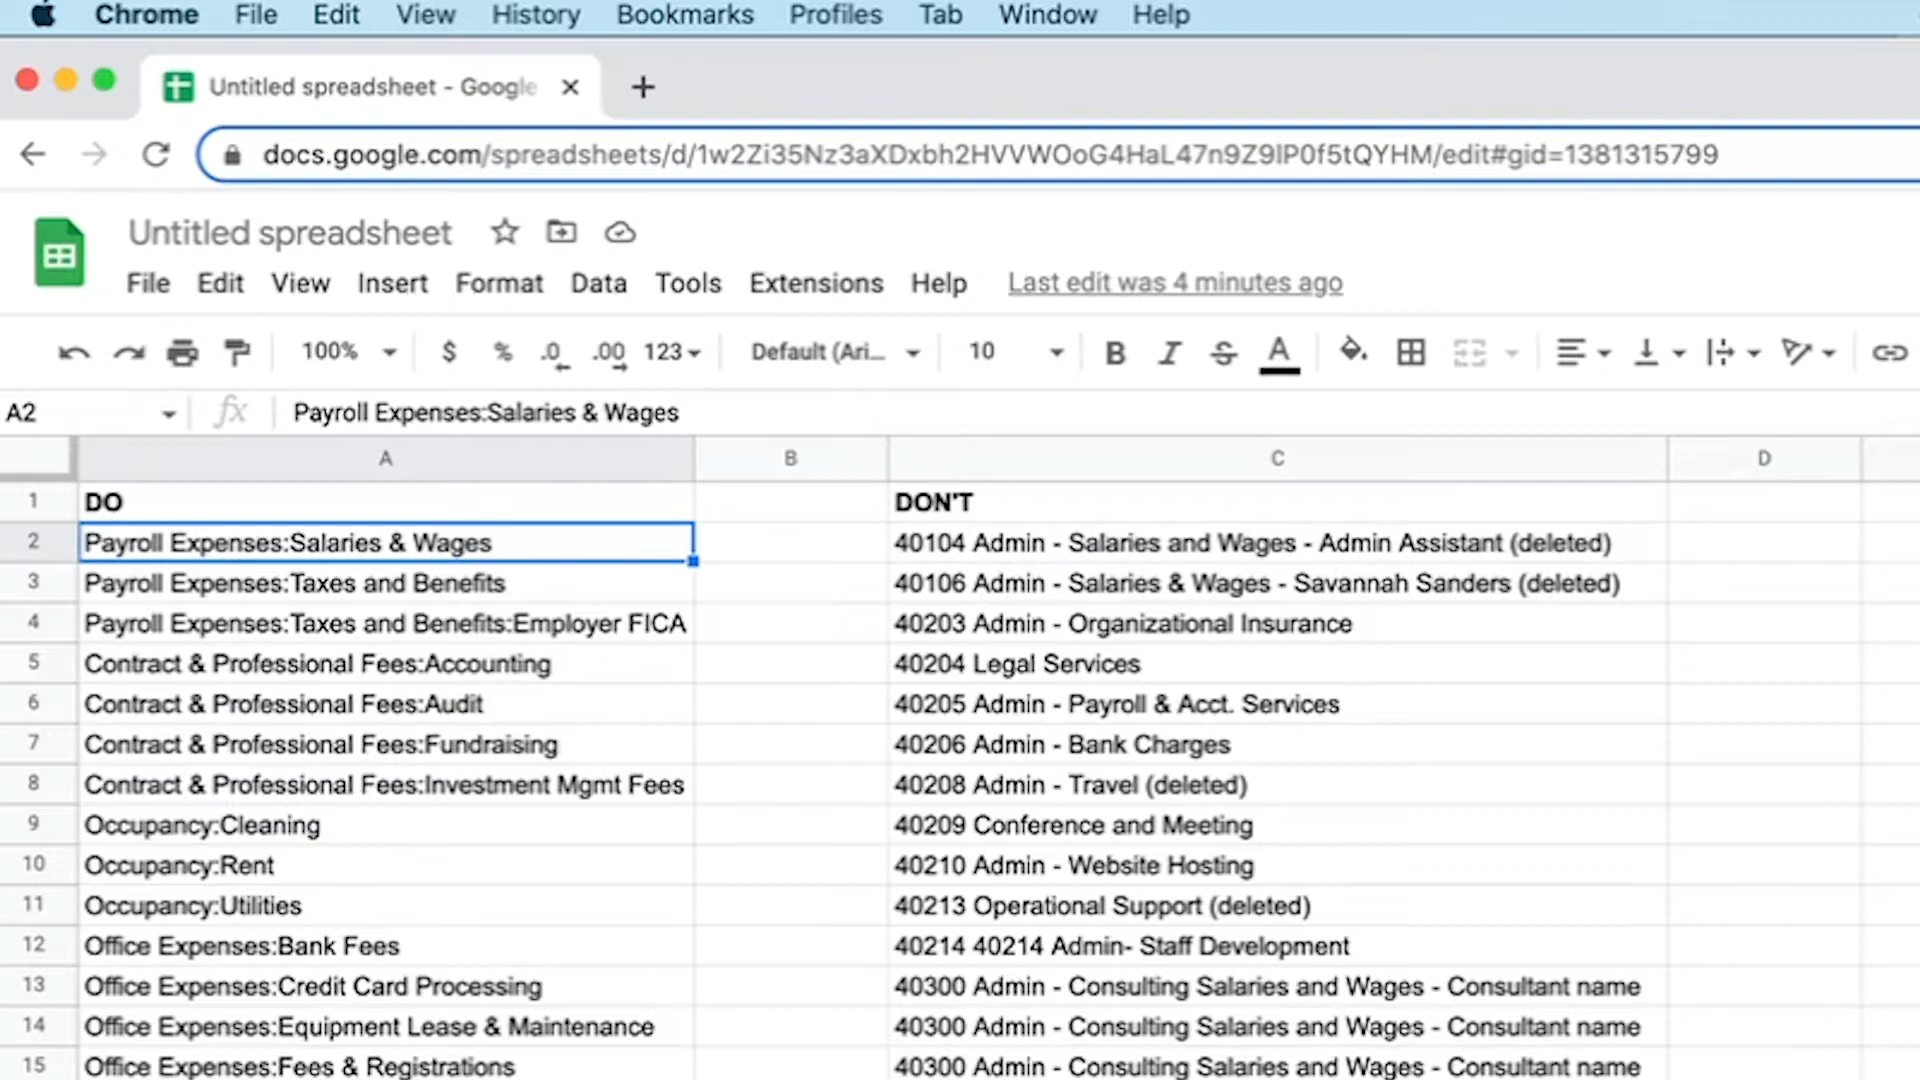 Chrome File Edit View History Bookmarks Profiles Tab Window Help
Untitled spreadsheet - Google
docs.google.com/spreadsheets/d/1w2Zi35Nz3aXDxbh2HVVWOoG4HaL47n9Z9lP0f5tQYHM/edit#gid=1381315799
Untitled spreadsheet
File Edit View Insert Format Data Tools Extensions Help Last edit was 4 minutes ago
100% $ % .0 .00 123 Default (Ari... 10 B I S A
A2 fx Payroll Expenses:Salaries & Wages
A B C D
1 DO DON'T
2 Payroll Expenses:Salaries & Wages 40104 Admin - Salaries and Wages - Admin Assistant (deleted)
3 Payroll Expenses:Taxes and Benefits 40106 Admin - Salaries & Wages - Savannah Sanders (deleted)
4 Payroll Expenses:Taxes and Benefits:Employer FICA 40203 Admin - Organizational Insurance
5 Contract & Professional Fees:Accounting 40204 Legal Services
6 Contract & Professional Fees:Audit 40205 Admin - Payroll & Acct. Services
7 Contract & Professional Fees:Fundraising 40206 Admin - Bank Charges
8 Contract & Professional Fees:Investment Mgmt Fees 40208 Admin - Travel (deleted)
9 Occupancy:Cleaning 40209 Conference and Meeting
10 Occupancy:Rent 40210 Admin - Website Hosting
11 Occupancy:Utilities 40213 Operational Support (deleted)
12 Office Expenses:Bank Fees 40214 40214 Admin- Staff Development
13 Office Expenses:Credit Card Processing 40300 Admin - Consulting Salaries and Wages - Consultant name
14 Office Expenses:Equipment Lease & Maintenance 40300 Admin - Consulting Salaries and Wages - Consultant name
15 Office Expenses:Fees & Registrations 40300 Admin - Consulting Salaries and Wages - Consultant name